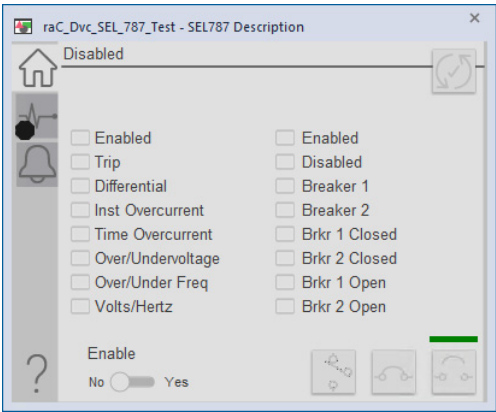 raC_Dvc_SEL_787_Test - SEL787 Description
Disabled
Enabled
Trip
Differential
Inst Overcurrent
Time Overcurrent
Over/Undervoltage
Over/Under Freq
Volts/Hertz
Enabled
Disabled
Breaker 1
Breaker 2
Brkr 1 Closed
Brkr 2 Closed
Brkr 1 Open
Brkr 2 Open
Enable
No Yes
?